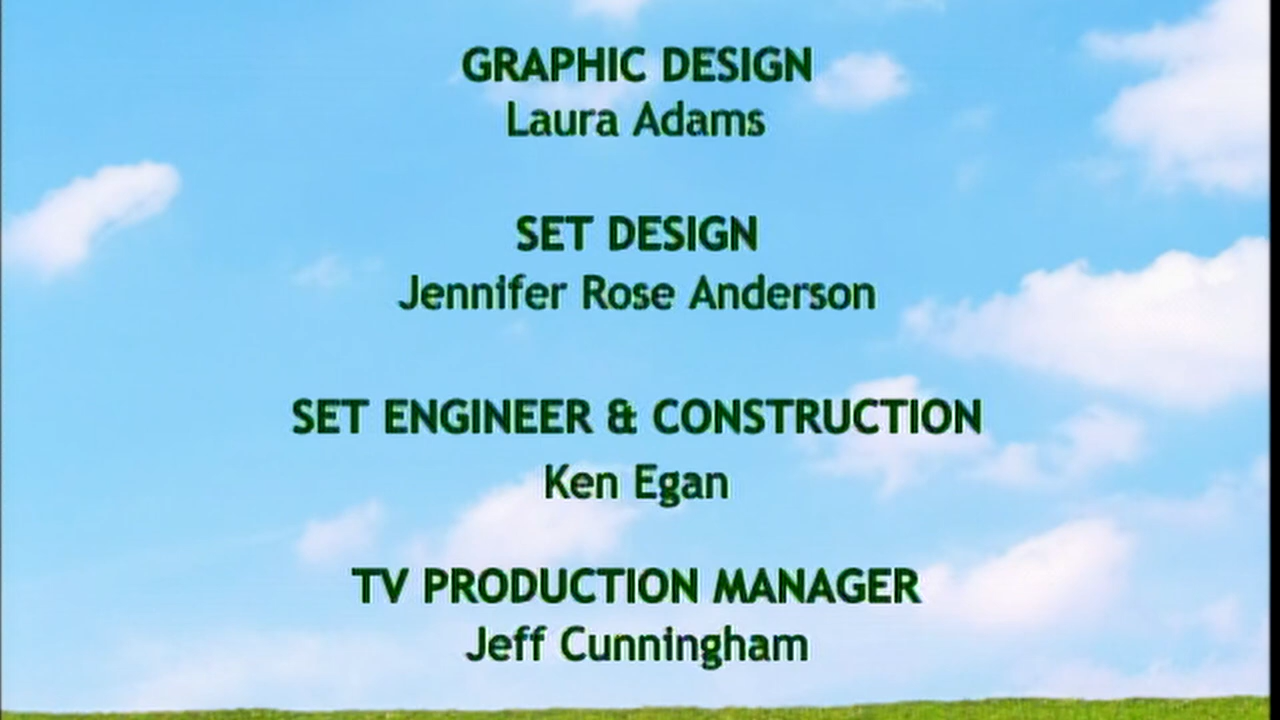 GRAPHIC DESIGN
Laura Adams
SET DESIGN
Jennifer Rose Anderson
SET ENGINEER & CONSTRUCTION
Ken Egan
TV PRODUCTION MANAGER
Jeff Cunningham